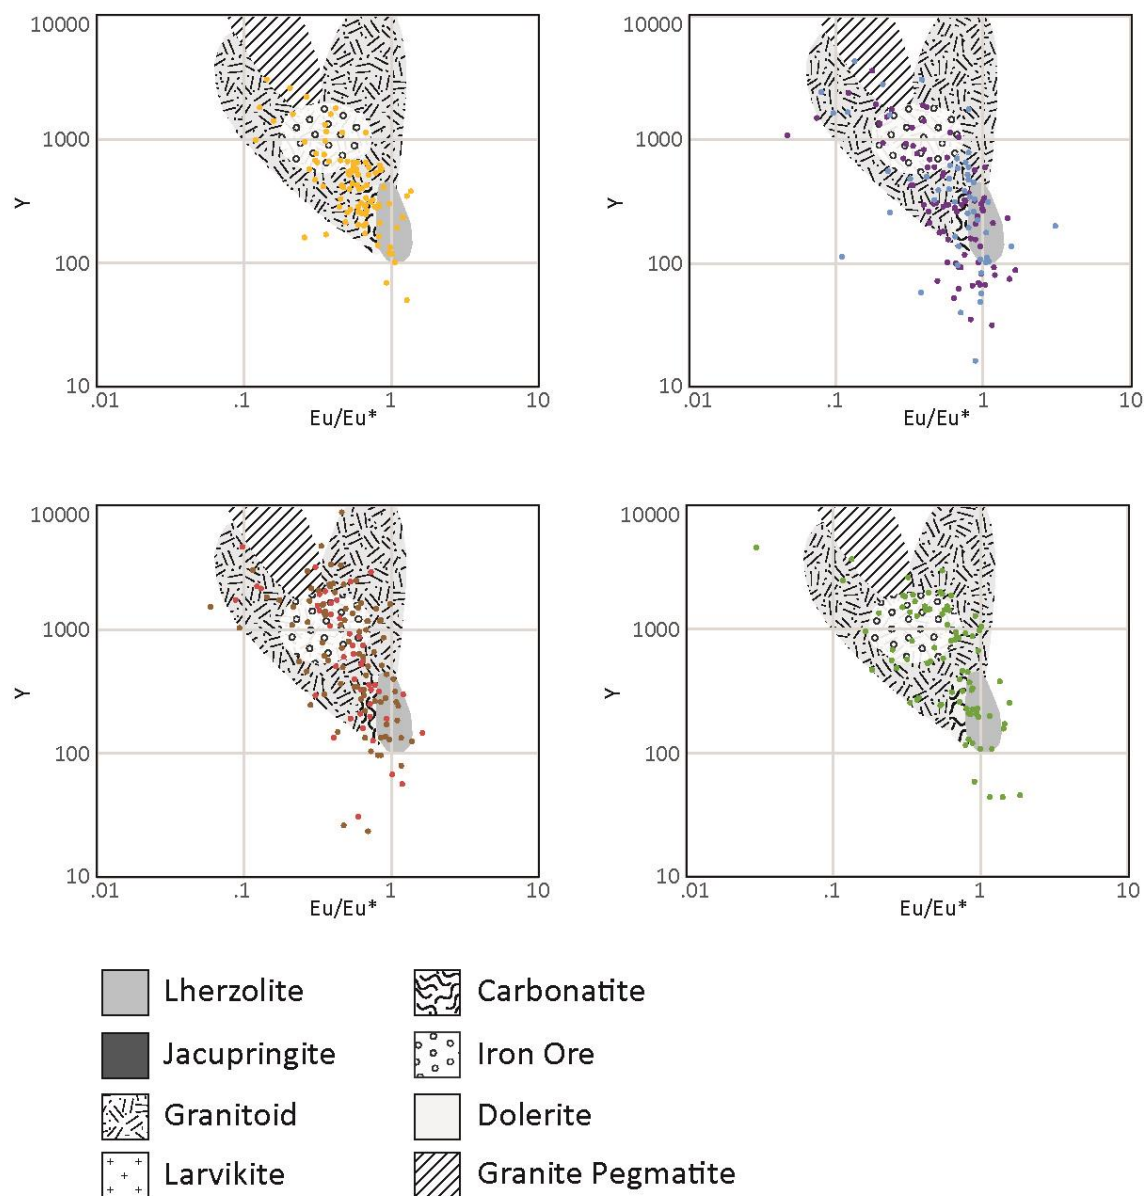 10000
1000
Y
100
10
.01
.1
1
10
Eu/Eu*
10000
1000
Y
100
10
.01
.1
1
10
Eu/Eu*
10000
1000
Y
100
10
.01
.1
1
10
Eu/Eu*
10000
1000
Y
100
10
.01
.1
1
10
Eu/Eu*
Lherzolite
Carbonatite
Jacupringite
Iron Ore
Granitoid
Dolerite
Larvikite
Granite Pegmatite